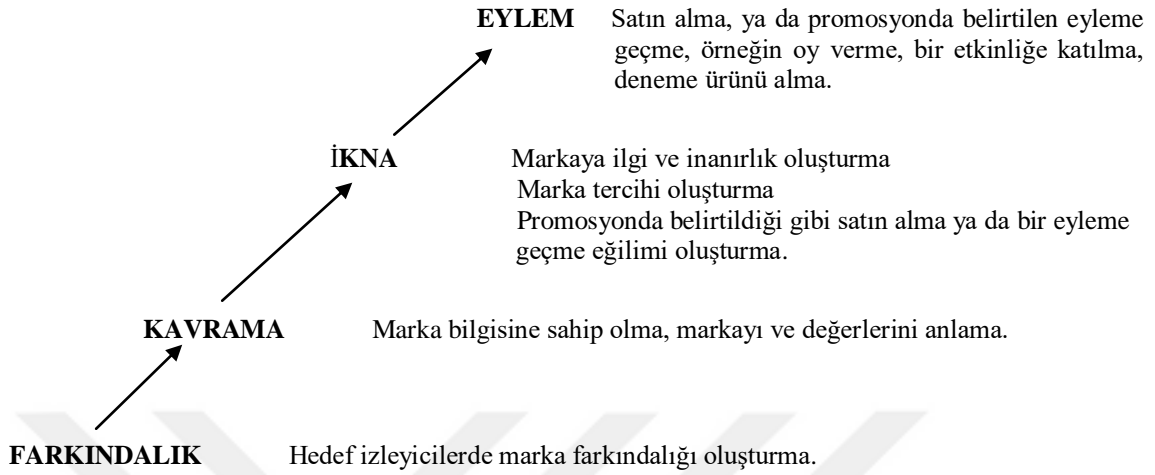 EYLEM Satın alma, ya da promosyonda belirtilen eyleme
geçme, örneğin oy verme, bir etkinliğe katılma,
deneme ürünü alma.
İKNA Markaya ilgi ve inanırlık oluşturma
Marka tercihi oluşturma
Promosyonda belirtildiği gibi satın alma ya da bir eyleme
geçme eğilimi oluşturma.
KAVRAMA Marka bilgisine sahip olma, markayı ve değerlerini anlama.
FARKINDALIK Hedef izleyicilerde marka farkındalığı oluşturma.